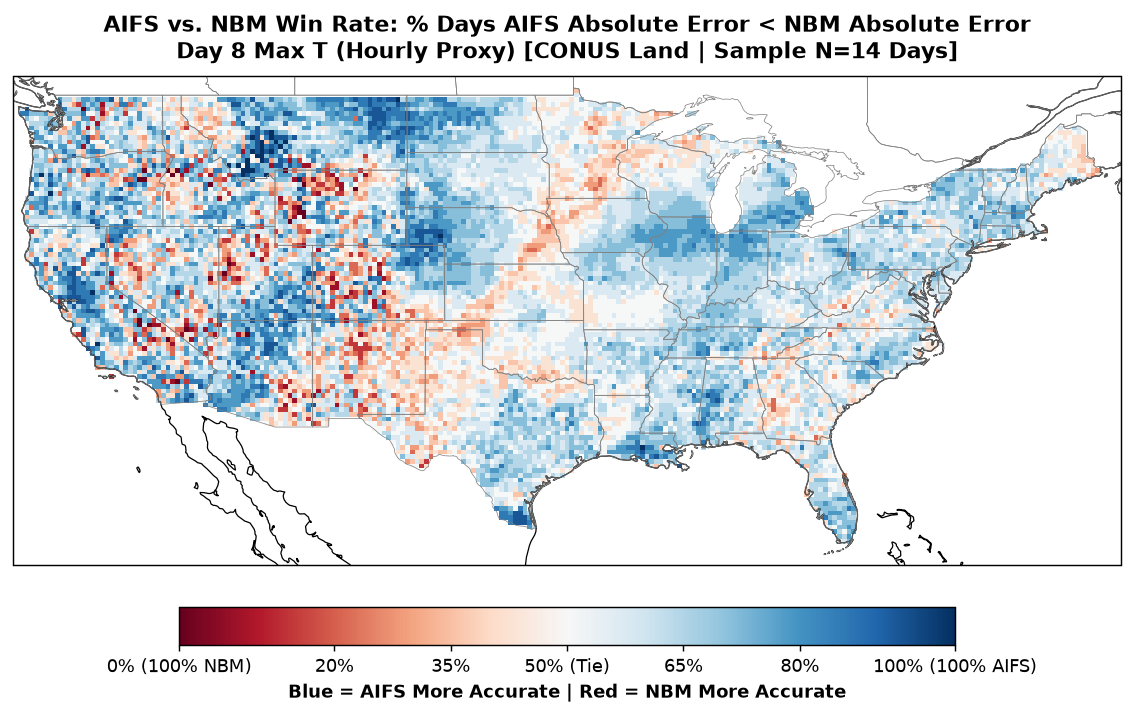 AIFS vs. NBM Win Rate: % Days AIFS Absolute Error < NBM Absolute Error
Day 8 Max T (Hourly Proxy) [CONUS Land | Sample N=14 Days]
0% (100% NBM) 20% 35% 50% (Tie) 65% 80% 100% (100% AIFS)
Blue = AIFS More Accurate | Red = NBM More Accurate